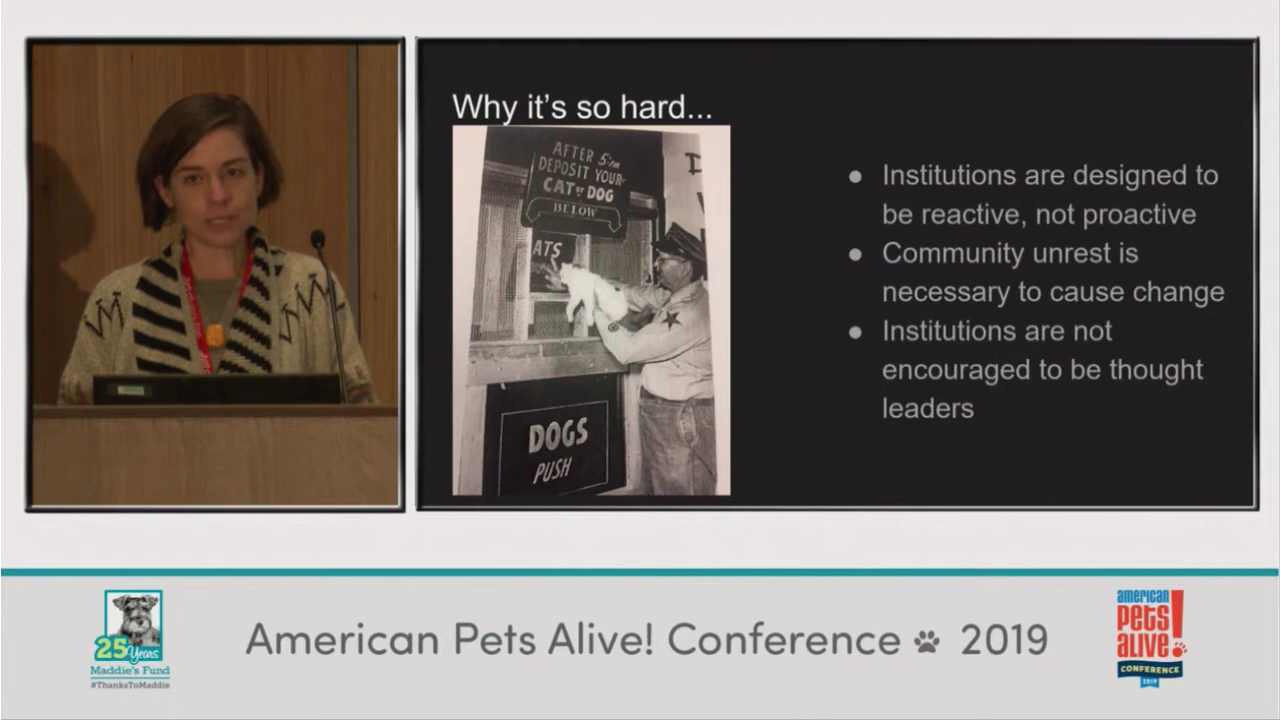 Why it's so hard...
AFTER 5 PM
DEPOSIT YOUR
CAT or DOG
BELOW
ATS
D
DOGS
PUSH
● Institutions are designed to
be reactive, not proactive
● Community unrest is
necessary to cause change
● Institutions are not
encouraged to be thought
leaders
25 Years
Maddie's Fund
#ThanksToMaddie
American Pets Alive! Conference 2019
american
PETS
ALIVE!
CONFERENCE
2019